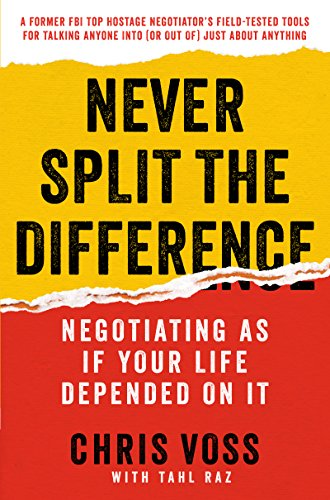 A FORMER FBI TOP HOSTAGE NEGOTIATOR'S FIELD-TESTED TOOLS
FOR TALKING ANYONE INTO (OR OUT OF) JUST ABOUT ANYTHING
NEVER
SPLIT THE
DIFFERENCE
NEGOTIATING AS
IF YOUR LIFE
DEPENDED ON IT
CHRIS VOSS
WITH TAHL RAZ